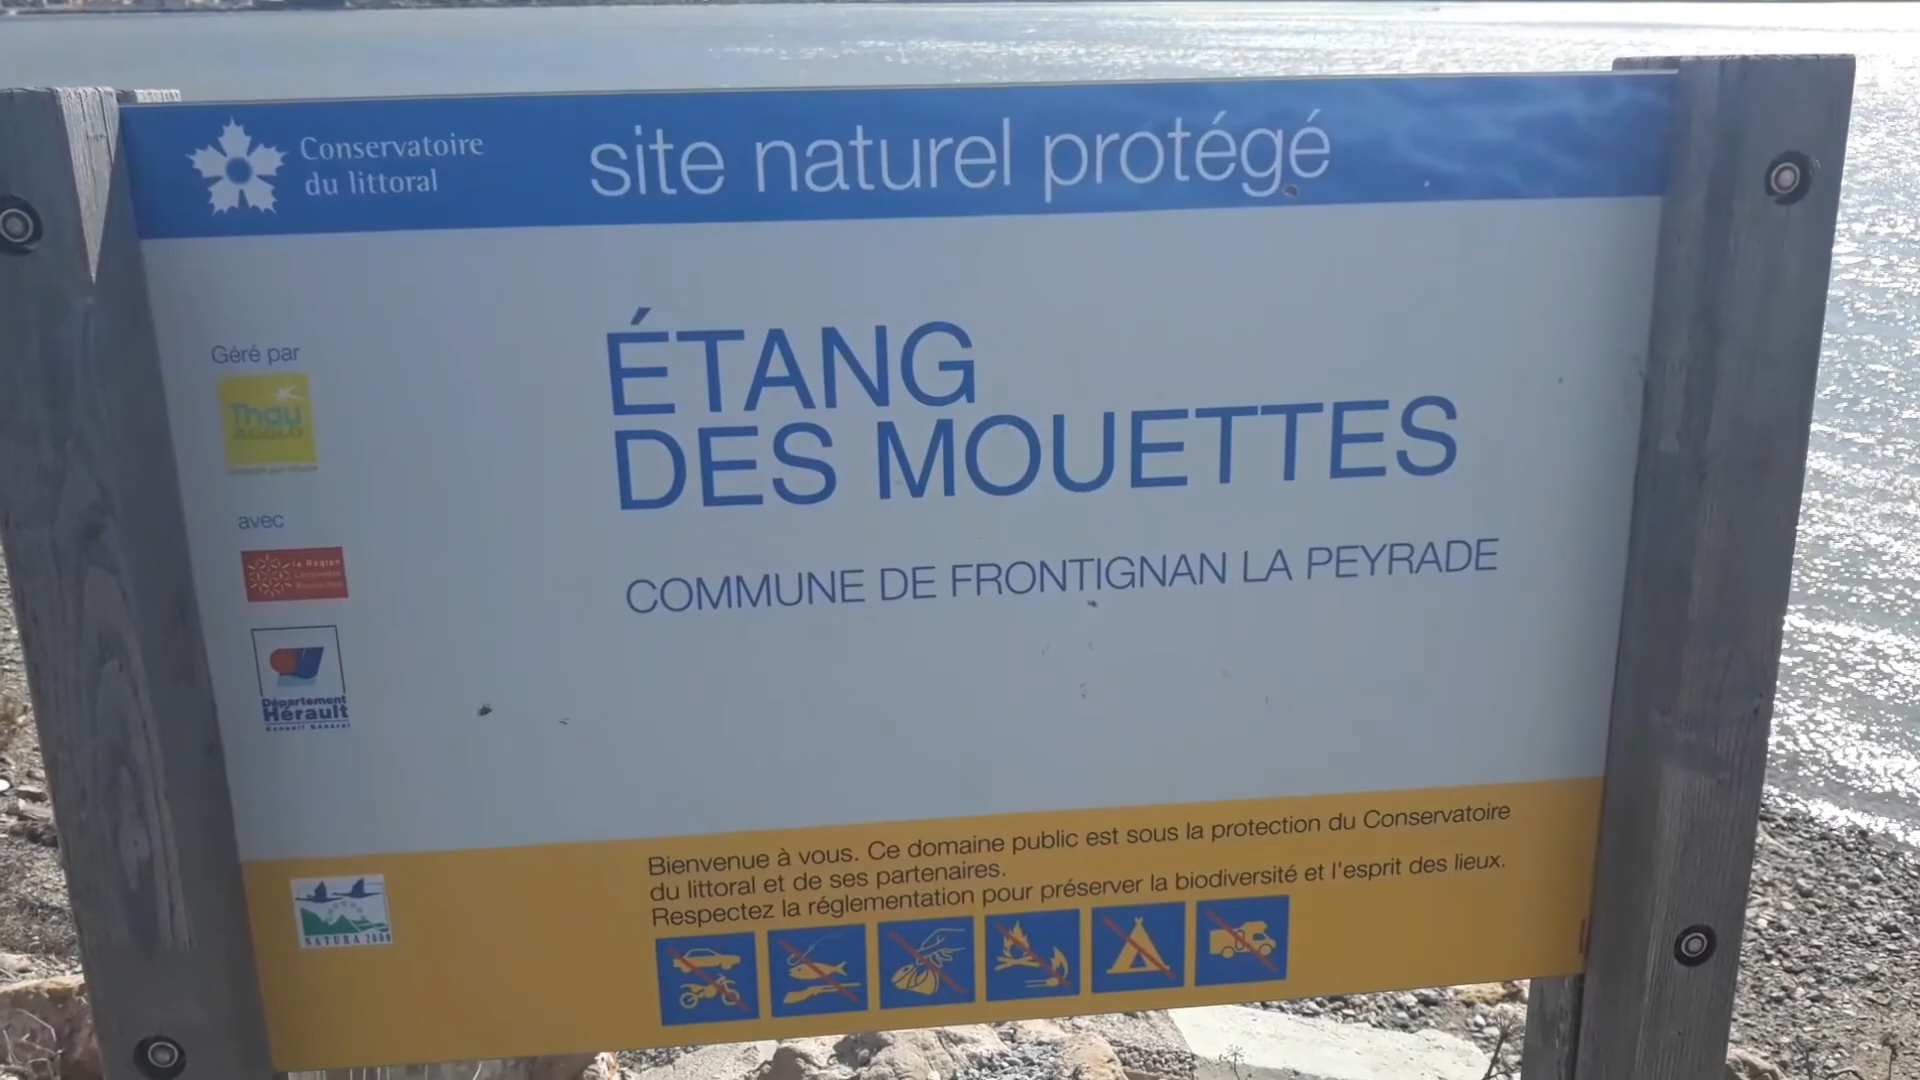 Conservatoire
du littoral
site naturel protégé
Géré par
Thau
AGGLO
avec
la Région
Languedoc
Roussillon
Département
Hérault
Conseil Général
ÉTANG
DES MOUETTES
COMMUNE DE FRONTIGNAN LA PEYRADE
NATURA 2000
Bienvenue à vous. Ce domaine public est sous la protection du Conservatoire
du littoral et de ses partenaires.
Respectez la réglementation pour préserver la biodiversité et l'esprit des lieux.